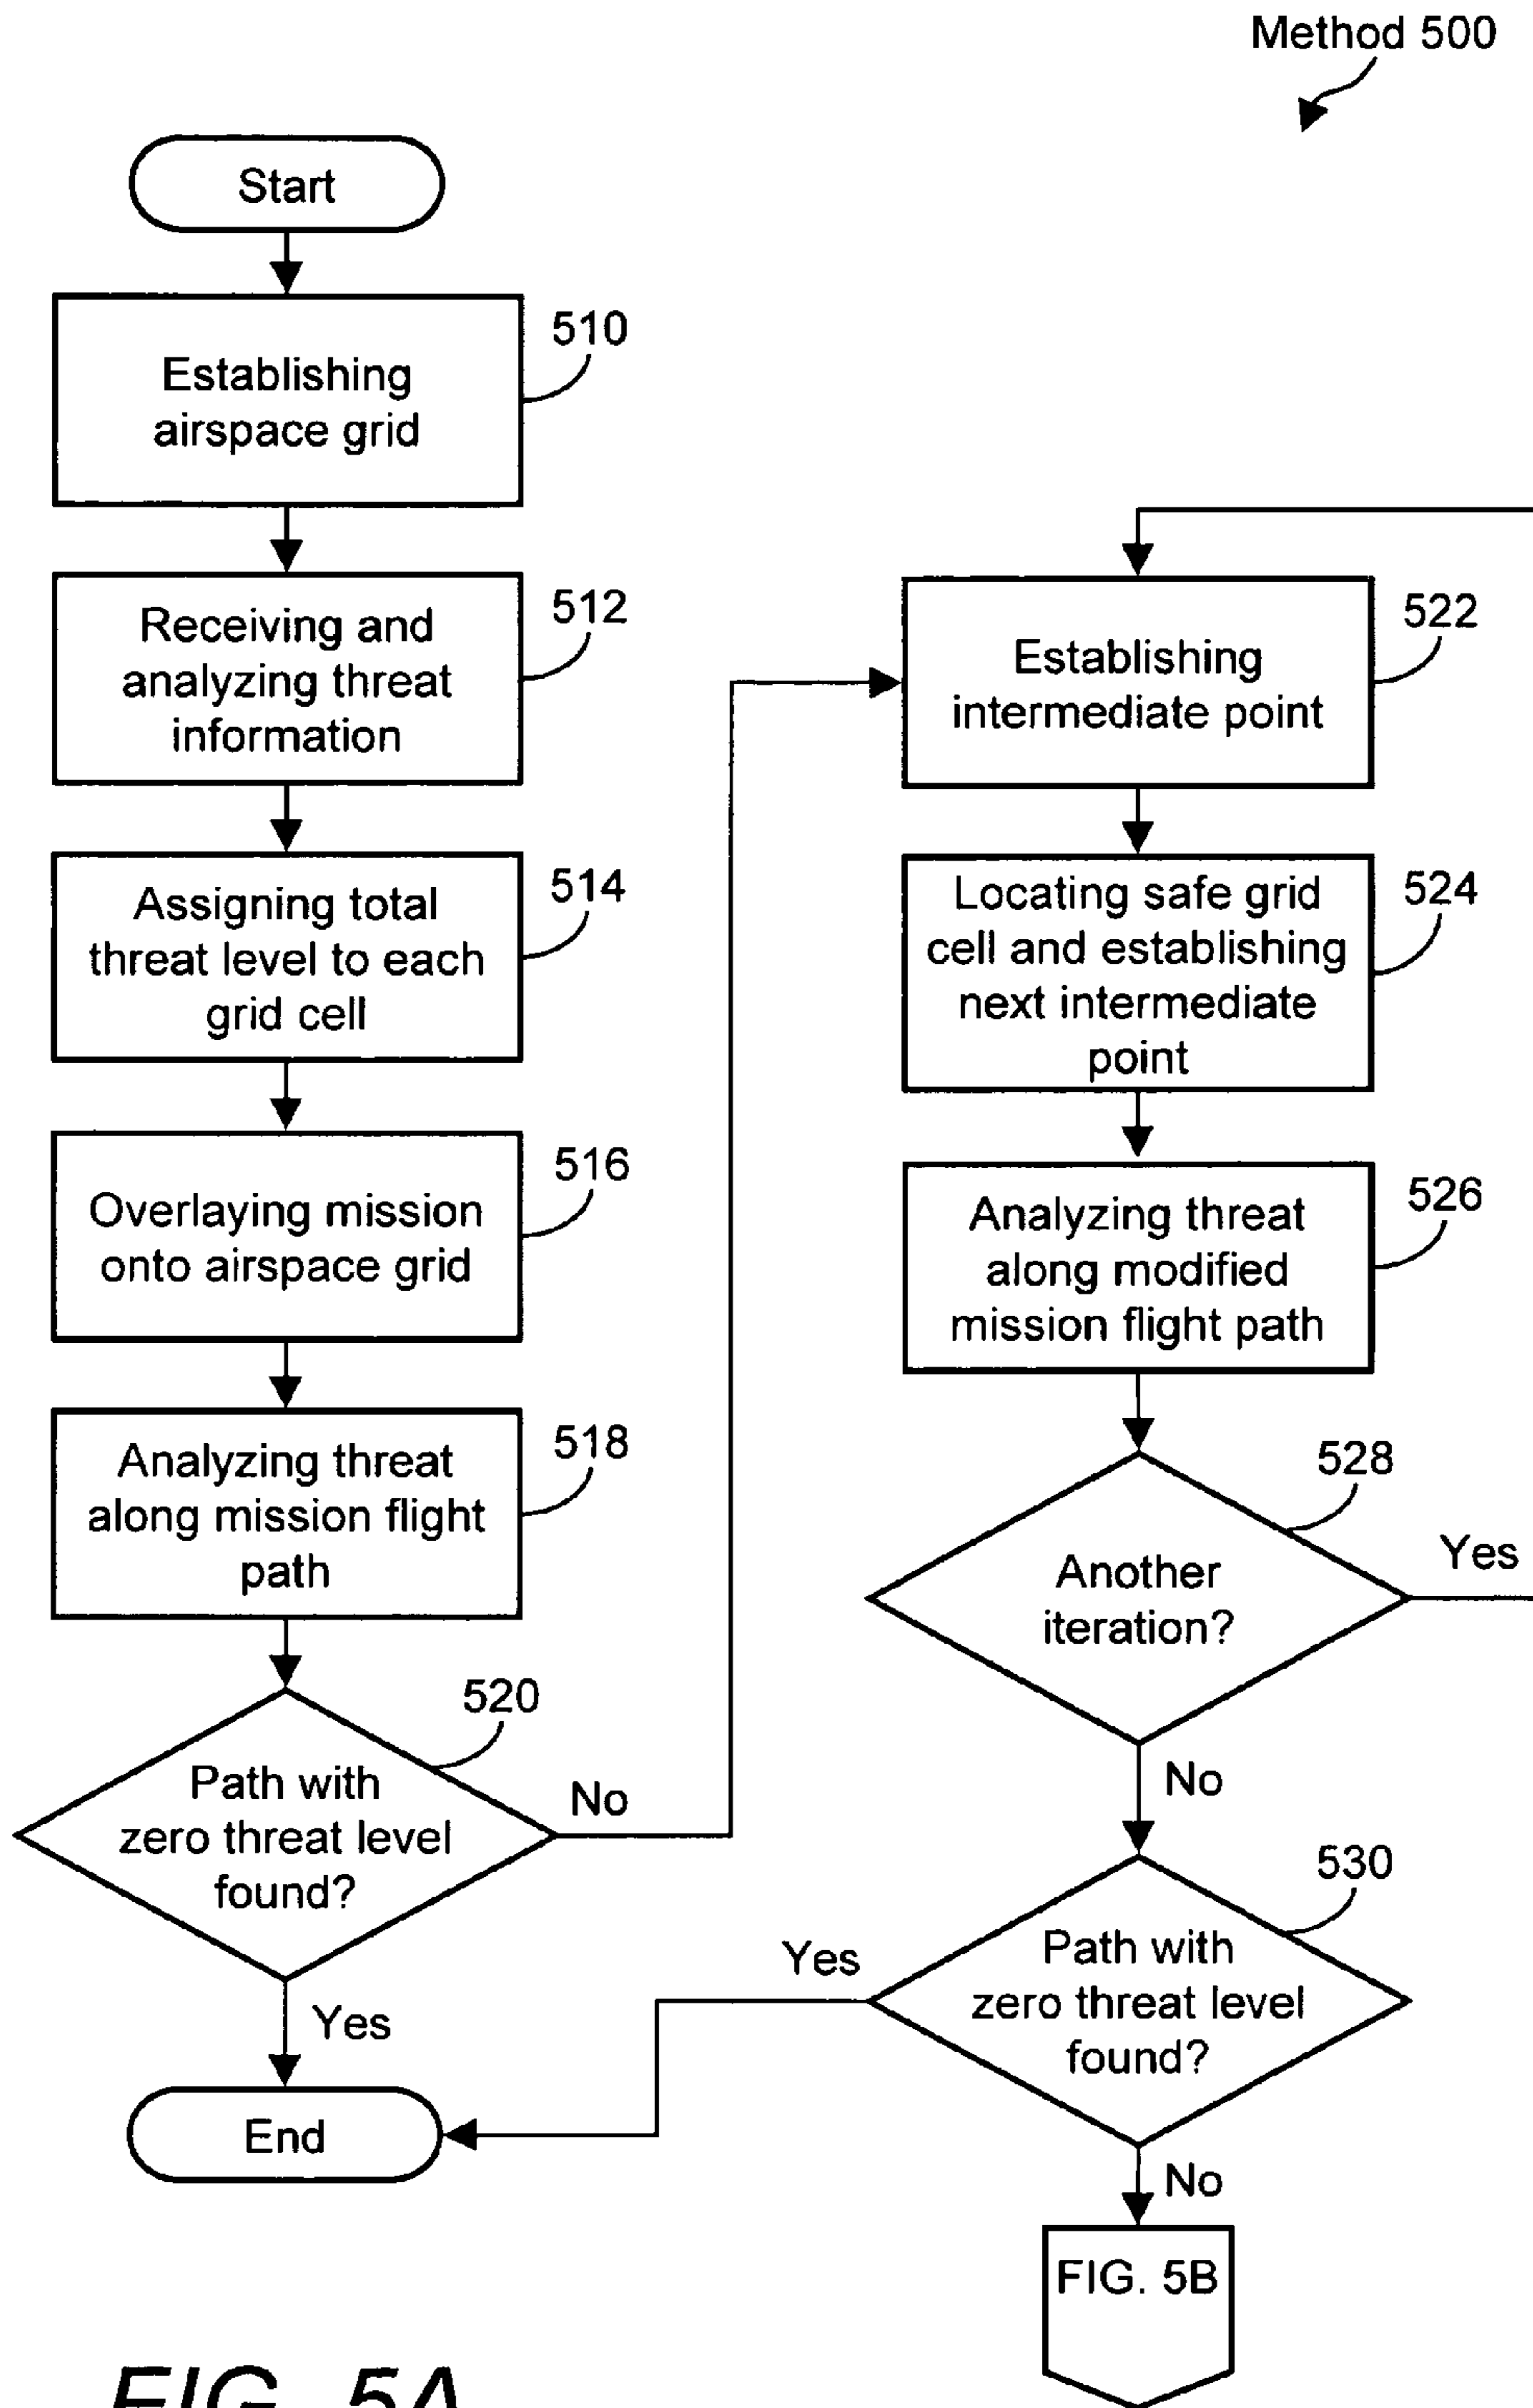 Method 500
Start
510
Establishing
airspace grid
512
Receiving and
analyzing threat
information
514
Assigning total
threat level to each
grid cell
516
Overlaying mission
onto airspace grid
518
Analyzing threat
along mission flight
path
520
Path with
zero threat level
found?
No
Yes
End
522
Establishing
intermediate point
524
Locating safe grid
cell and establishing
next intermediate
point
526
Analyzing threat
along modified
mission flight path
528
Another
iteration?
Yes
No
530
Path with
zero threat level
found?
Yes
No
FIG. 5B
FIG. 5A